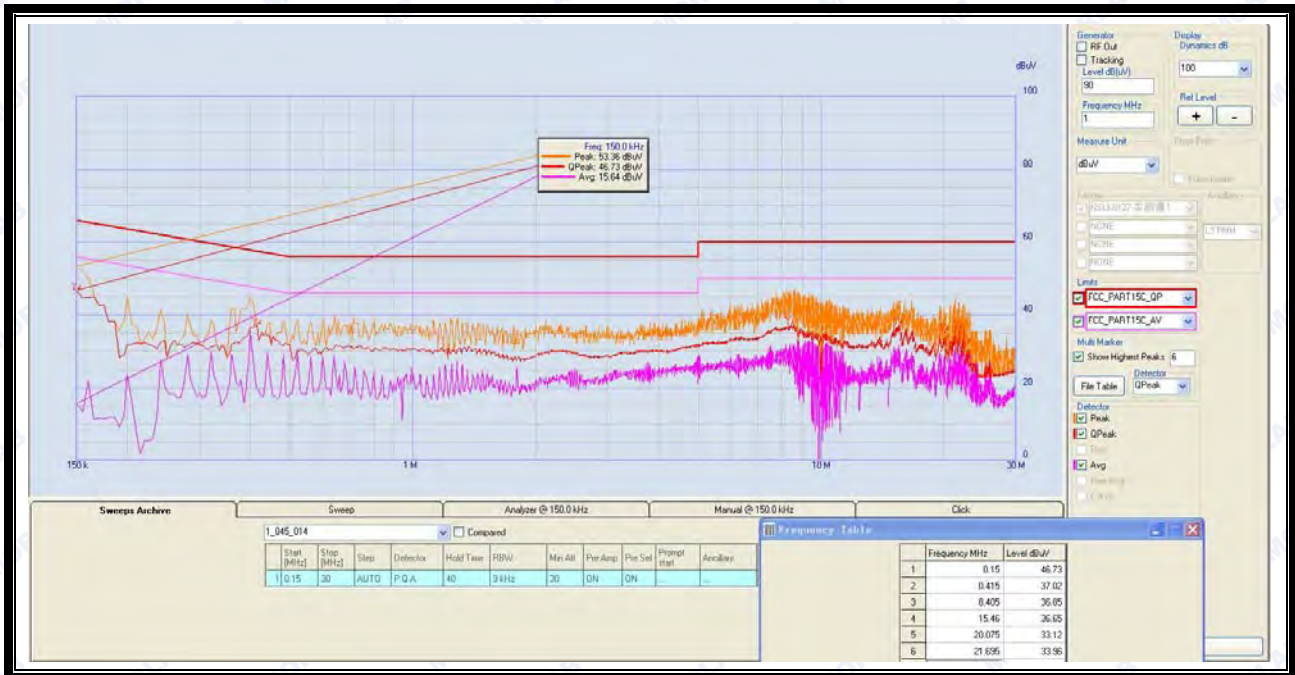 Generator
RF Out
Tracking
Level dB(uV)
90
Frequency MHz
1
Measure Unit
dBuV
Display
Dynamics dB
100
Ref Level
+ -
dBuV
100
80
60
40
20
0
150 k 1 M 10 M 30 M
Freq: 150.0 kHz
Peak: 53.36 dBuV
QPeak: 46.73 dBuV
Avg: 15.64 dBuV
NONE
NONE
NONE
Limits
FCC_PART15C_QP
FCC_PART15C_AV
Multi Marker
Show Highest Peaks 6
File Table
Detector
QPeak
Detector
Peak
QPeak
Avg
Sweeps Archive Sweep Analyzer @ 150.0 kHz Manual @ 150.0 kHz Click
1_045_014 Compared
Start [MHz] Stop [MHz] Step Detector Hold Time RBW Min Att Pre Amp Pre Sel Prompt start Ancillary
1 0.15 30 AUTO P Q A 40 9 kHz 20 ON ON ... ...
Frequency Table
Frequency MHz Level dBuV
1 0.15 46.73
2 0.415 37.02
3 8.405 36.85
4 15.46 36.65
5 20.075 33.12
6 21.695 33.96